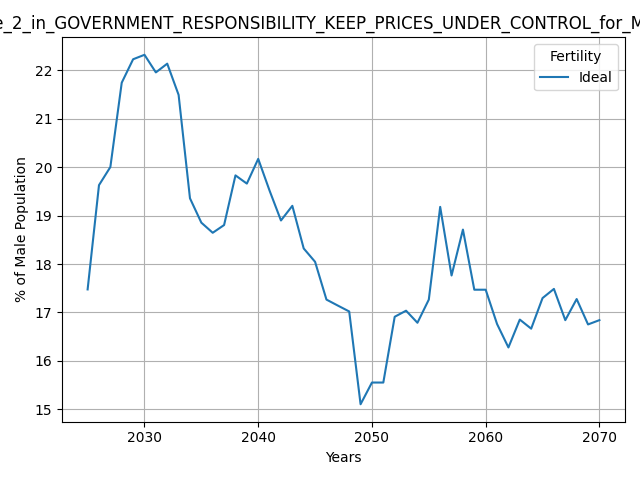 e_2_in_GOVERNMENT_RESPONSIBILITY_KEEP_PRICES_UNDER_CONTROL_for_M
Fertility
Ideal
% of Male Population
22
21
20
19
18
17
16
15
2030 2040 2050 2060 2070
Years